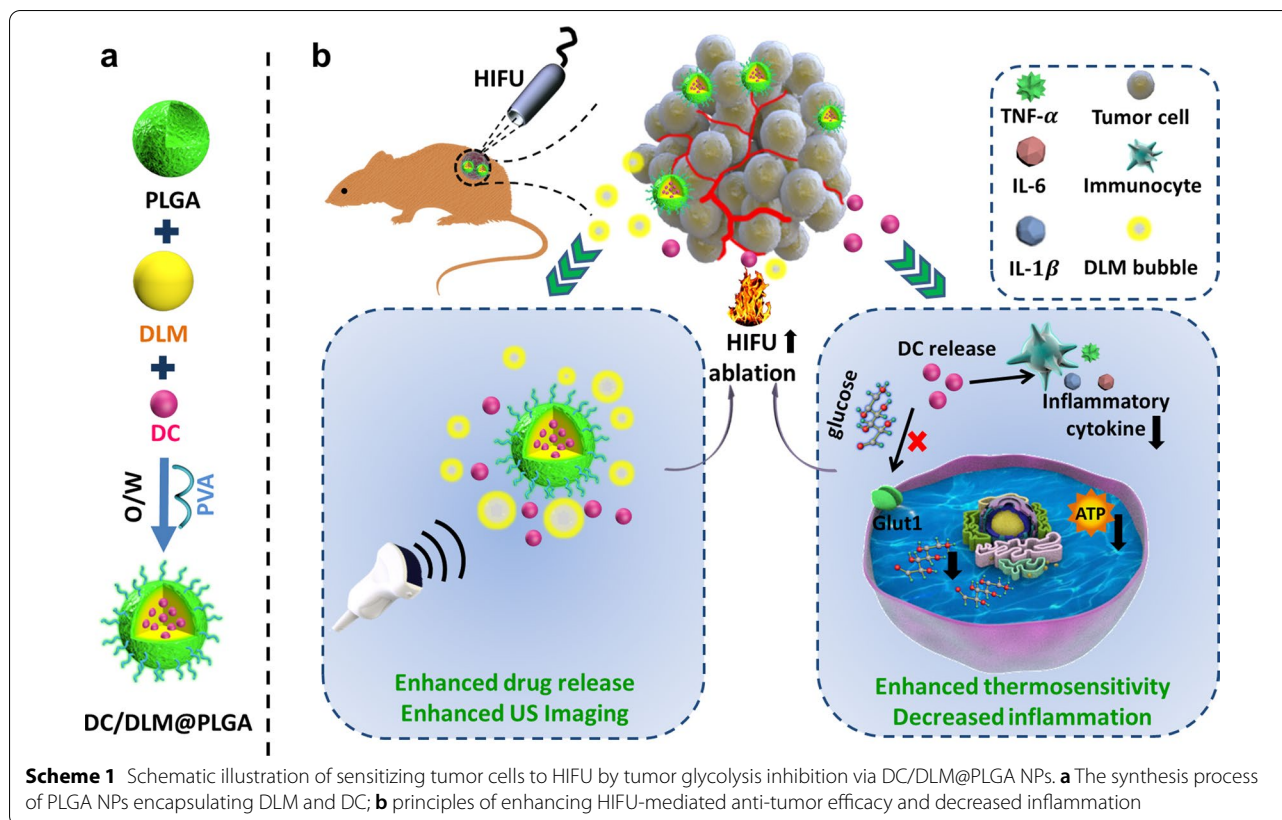 a
PLGA
DLM
DC
O/W
PVA
DC/DLM@PLGA
b
HIFU
TNF-α
Tumor cell
IL-6
Immunocyte
IL-1β
DLM bubble
HIFU
ablation
Enhanced drug release
Enhanced US Imaging
DC release
glucose
Inflammatory
cytokine
Glut1
ATP
Enhanced thermosensitivity
Decreased inflammation
Scheme 1 Schematic illustration of sensitizing tumor cells to HIFU by tumor glycolysis inhibition via DC/DLM@PLGA NPs. a The synthesis process
of PLGA NPs encapsulating DLM and DC; b principles of enhancing HIFU-mediated anti-tumor efficacy and decreased inflammation